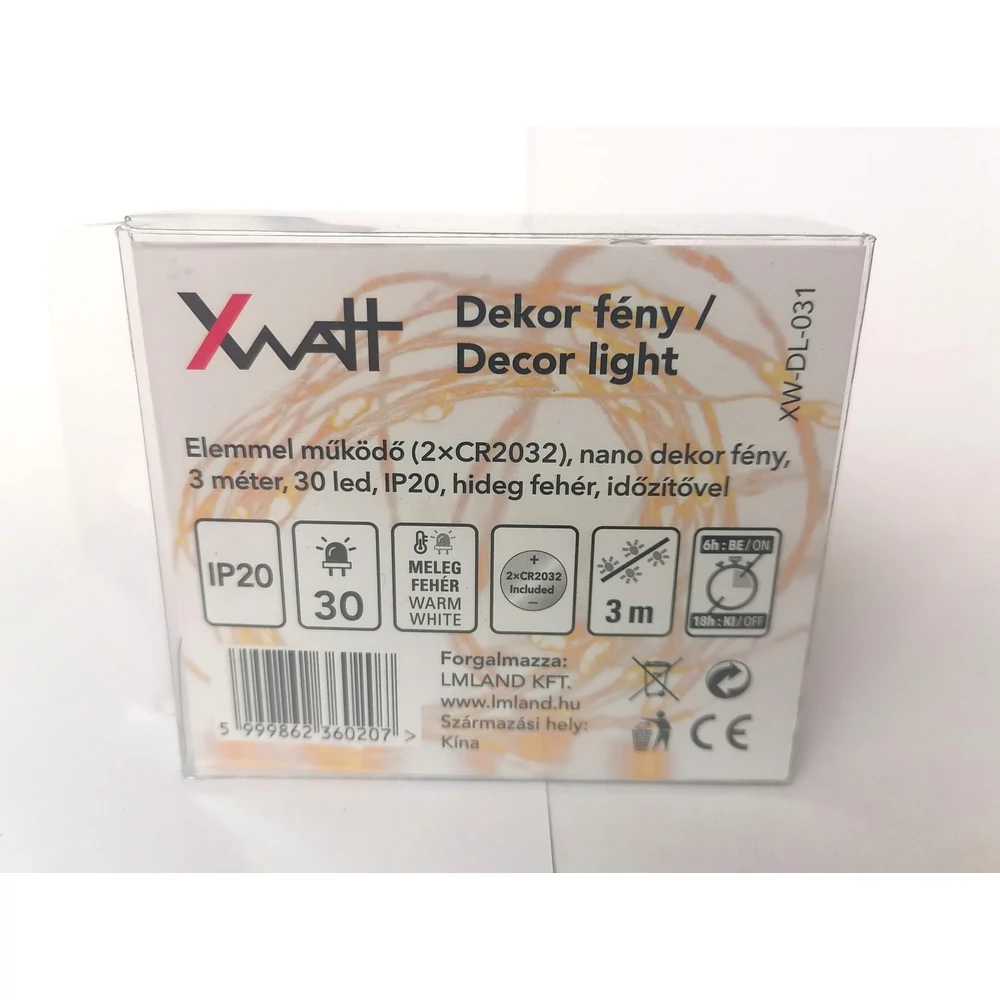 XWATT
Dekor fény /
Decor light
XW-DL-031
Elemmel működő (2×CR2032), nano dekor fény,
3 méter, 30 led, IP20, hideg fehér, időzítővel
IP20
30
MELEG
FEHÉR
WARM
WHITE
+
2×CR2032
Included
−
3 m
6h : BE/ON
18h : KI/OFF
5 999862 360207 >
Forgalmazza:
LMLAND KFT.
www.lmland.hu
Származási hely:
Kína
CE